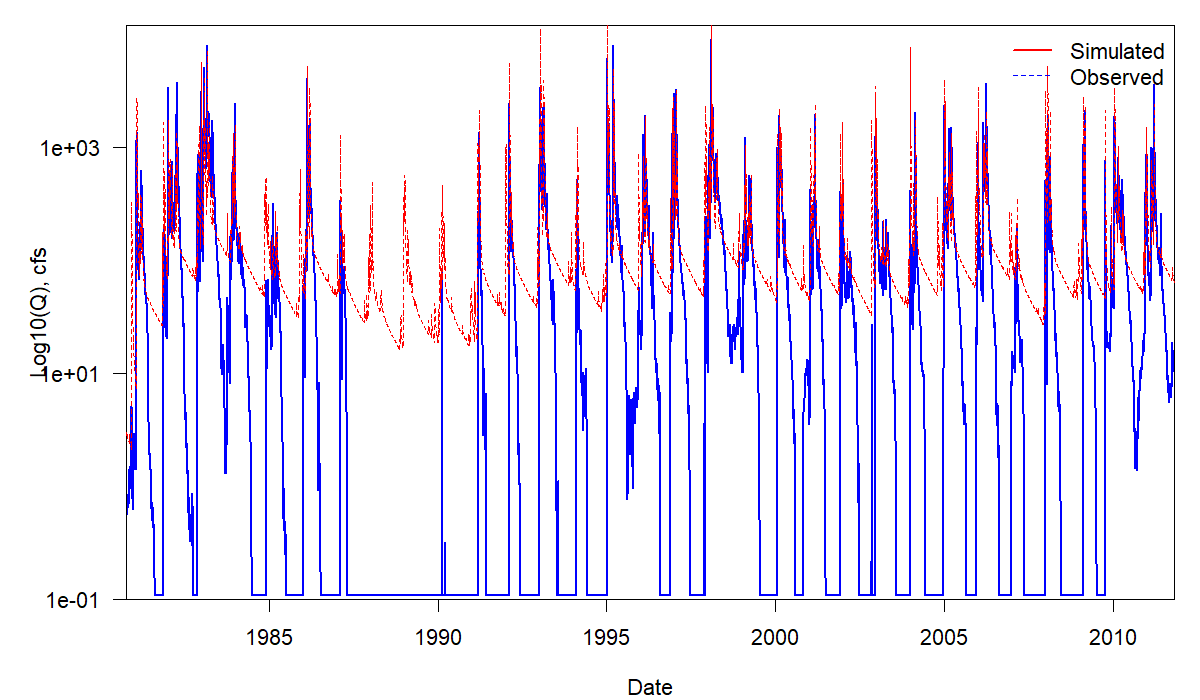 Simulated
Observed
Log10(Q), cfs
1e+03
1e+01
1e-01
1985
1990
1995
2000
2005
2010
Date